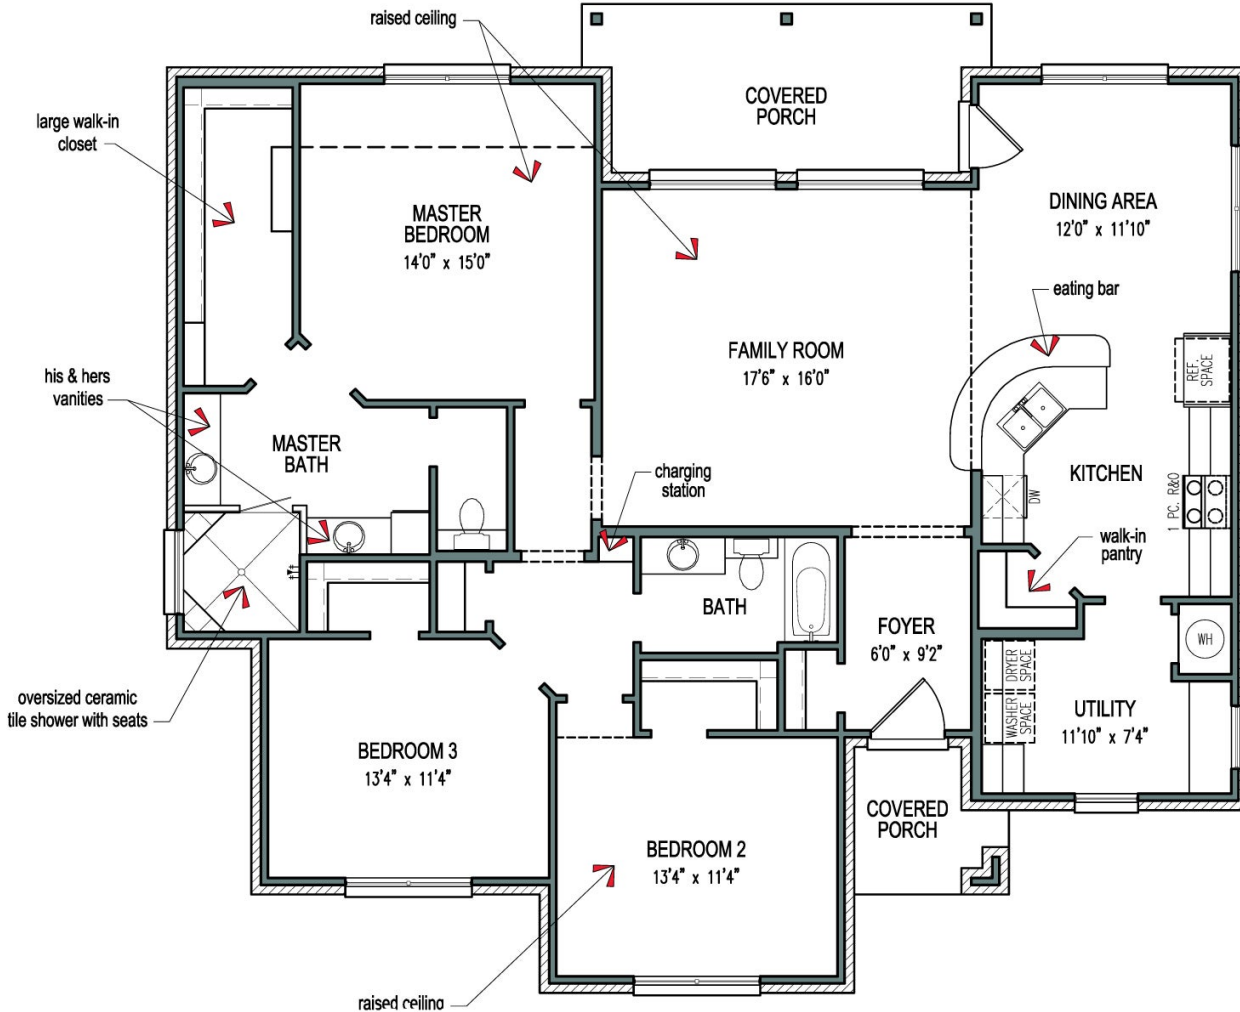 raised ceiling
COVERED
PORCH
large walk-in
closet
MASTER
BEDROOM
14'0" x 15'0"
DINING AREA
12'0" x 11'10"
eating bar
FAMILY ROOM
17'6" x 16'0"
REF.
SPACE
his & hers
vanities
MASTER
BATH
charging
station
KITCHEN
DW
1 PC. R&O
walk-in
pantry
BATH
FOYER
6'0" x 9'2"
WH
DRYER
SPACE
WASHER
SPACE
UTILITY
11'10" x 7'4"
oversized ceramic
tile shower with seats
BEDROOM 3
13'4" x 11'4"
COVERED
PORCH
BEDROOM 2
13'4" x 11'4"
raised ceiling